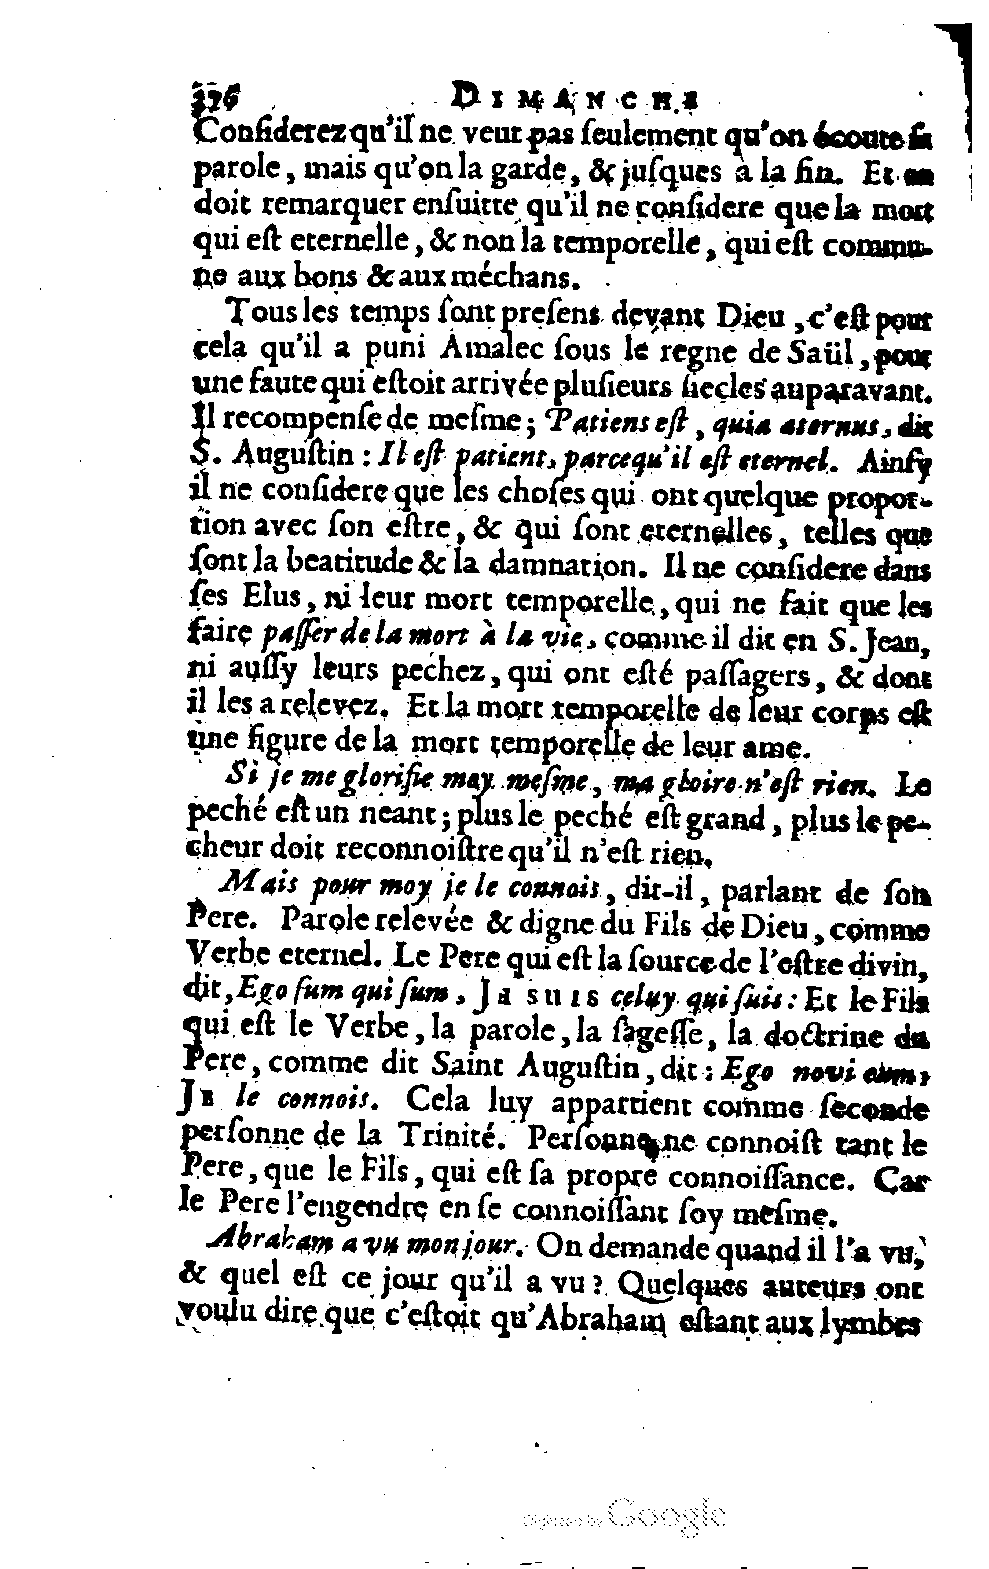 376 DIMANCHE
Conſiderez qu'il ne veut pas ſeulement qu'on écoute ſa
parole, mais qu'on la garde, & juſques à la fin. Et on
doit remarquer enſuitte qu'il ne conſidere que la mort
qui eſt eternelle, & non la temporelle, qui eſt commu-
ne aux bons & aux méchans.
Tous les temps ſont preſens devant Dieu, c'eſt pour
cela qu'il a puni Amalec ſous le regne de Saül, pour
une faute qui eſtoit arrivée pluſieurs ſiecles auparavant.
Il recompenſe de meſme; Patiens eſt, quia æternus, dit
S. Auguſtin: Il eſt patient, parce qu'il eſt eternel. Ainſy
il ne conſidere que les choſes qui ont quelque propor-
tion avec ſon eſtre, & qui ſont eternelles, telles que
ſont la beatitude & la damnation. Il ne conſidere dans
ſes Elus, ni leur mort temporelle, qui ne fait que les
faire paſſer de la mort à la vie, comme il dit en S. Jean,
ni auſſy leurs pechez, qui ont eſté paſſagers, & dont
il les a relevez. Et la mort temporelle de leur corps eſt
une figure de la mort temporelle de leur ame.
Si je me glorifie moy meſme, ma gloire n'eſt rien. Le
peché eſt un neant; plus le peché eſt grand, plus le pe-
cheur doit reconnoiſtre qu'il n'eſt rien.
Mais pour moy je le connois, dit-il, parlant de ſon
Pere. Parole relevée & digne du Fils de Dieu, comme
Verbe eternel. Le Pere qui eſt la ſource de l'eſtre divin,
dit, Ego ſum qui ſum, JE SUIS celuy qui ſuis: Et le Fils
qui eſt le Verbe, la parole, la ſageſſe, la doctrine du
Pere, comme dit Saint Auguſtin, dit: Ego novi eum,
JE le connois. Cela luy appartient comme ſeconde
perſonne de la Trinité. Perſonne ne connoiſt tant le
Pere, que le Fils, qui eſt ſa propre connoiſſance. Car
le Pere l'engendre en ſe connoiſſant ſoy meſme.
Abraham a vu mon jour. On demande quand il l'a vu,
& quel eſt ce jour qu'il a vu? Quelques auteurs ont
voulu dire que c'eſtoit qu'Abraham eſtant aux lymbes
Digitized by Google